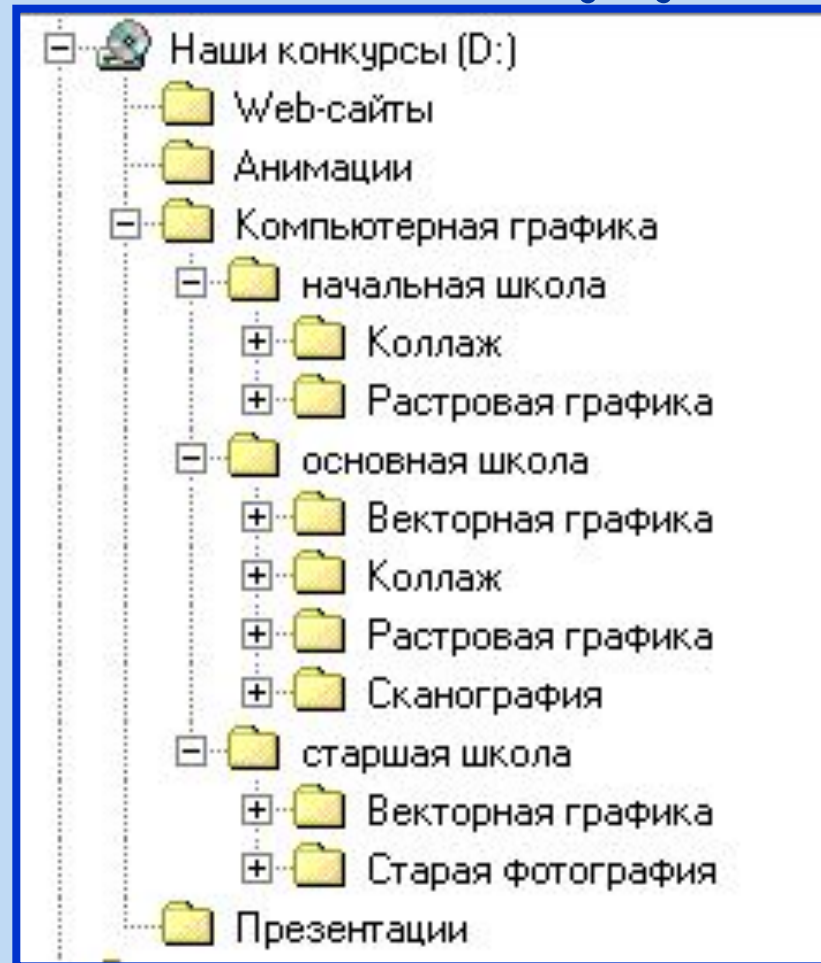 Наши конкурсы (D:)
Web-сайты
Анимации
Компьютерная графика
начальная школа
Коллаж
Растровая графика
основная школа
Векторная графика
Коллаж
Растровая графика
Сканография
старшая школа
Векторная графика
Старая фотография
Презентации